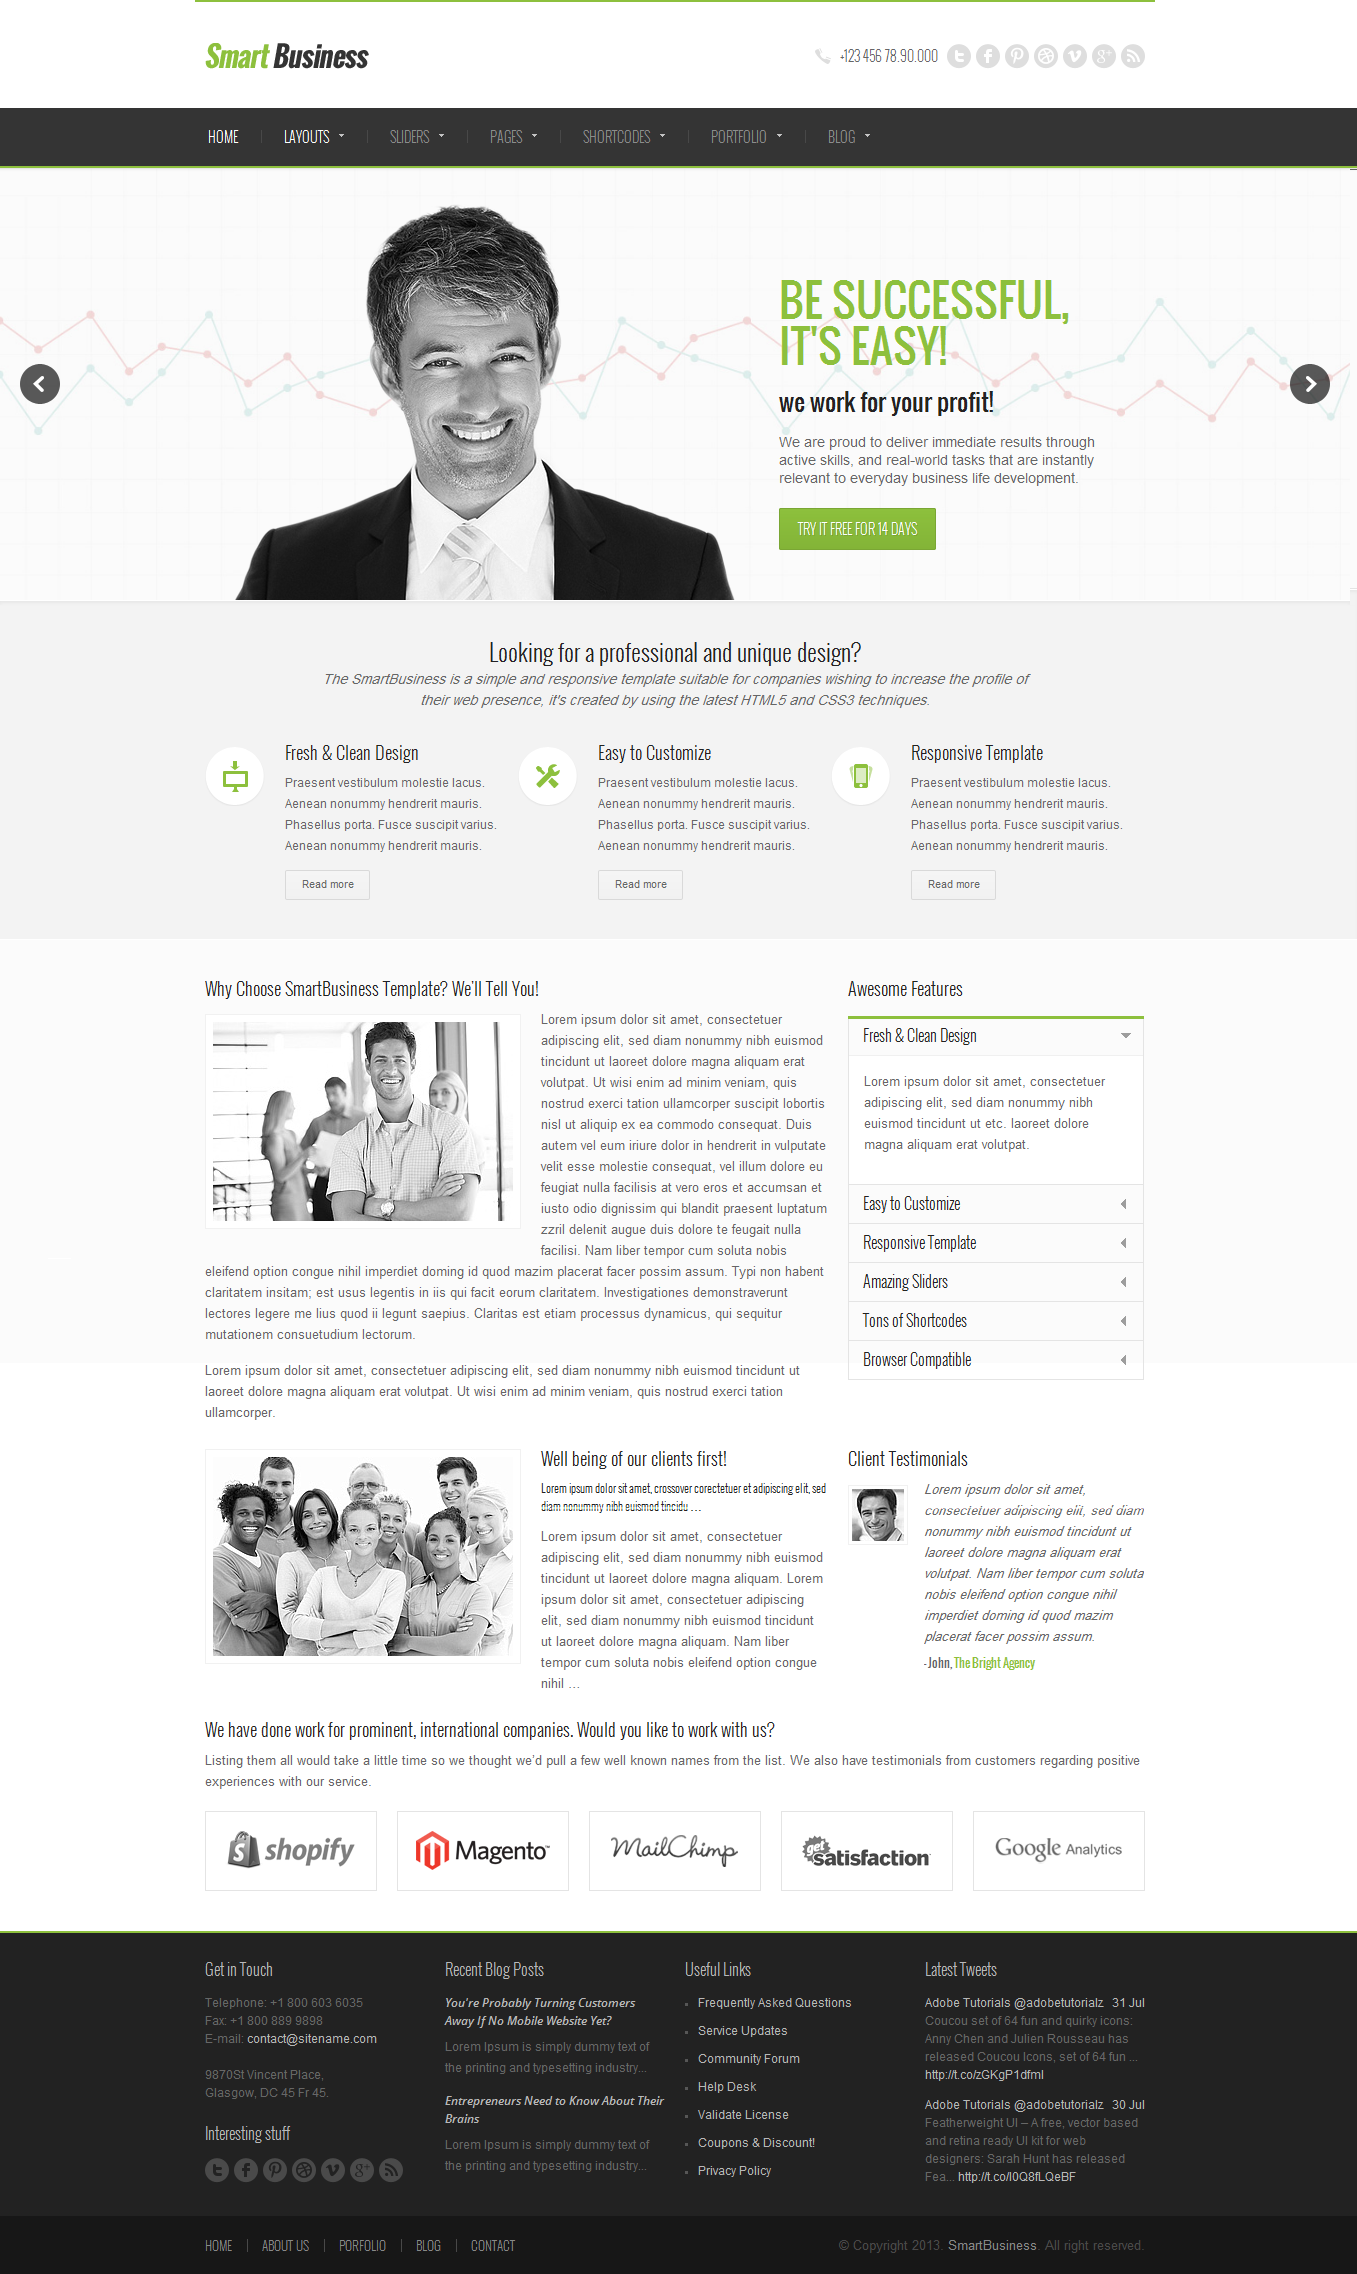 Smart Business
+123 456 78.90.000
HOME
LAYOUTS
SLIDERS
PAGES
SHORTCODES
PORTFOLIO
BLOG
BE SUCCESSFUL,
IT'S EASY!
we work for your profit!
We are proud to deliver immediate results through
active skills, and real-world tasks that are instantly
relevant to everyday business life development.
TRY IT FREE FOR 14 DAYS
Looking for a professional and unique design?
The SmartBusiness is a simple and responsive template suitable for companies wishing to increase the profile of
their web presence, it's created by using the latest HTML5 and CSS3 techniques.
Fresh & Clean Design
Praesent vestibulum molestie lacus.
Aenean nonummy hendrerit mauris.
Phasellus porta. Fusce suscipit varius.
Aenean nonummy hendrerit mauris.
Read more
Easy to Customize
Praesent vestibulum molestie lacus.
Aenean nonummy hendrerit mauris.
Phasellus porta. Fusce suscipit varius.
Aenean nonummy hendrerit mauris.
Read more
Responsive Template
Praesent vestibulum molestie lacus.
Aenean nonummy hendrerit mauris.
Phasellus porta. Fusce suscipit varius.
Aenean nonummy hendrerit mauris.
Read more
Why Choose SmartBusiness Template? We'll Tell You!
Lorem ipsum dolor sit amet, consectetuer
adipiscing elit, sed diam nonummy nibh euismod
tincidunt ut laoreet dolore magna aliquam erat
volutpat. Ut wisi enim ad minim veniam, quis
nostrud exerci tation ullamcorper suscipit lobortis
nisl ut aliquip ex ea commodo consequat. Duis
autem vel eum iriure dolor in hendrerit in vulputate
velit esse molestie consequat, vel illum dolore eu
feugiat nulla facilisis at vero eros et accumsan et
iusto odio dignissim qui blandit praesent luptatum
zzril delenit augue duis dolore te feugait nulla
facilisi. Nam liber tempor cum soluta nobis
eleifend option congue nihil imperdiet doming id quod mazim placerat facer possim assum. Typi non habent
claritatem insitam; est usus legentis in iis qui facit eorum claritatem. Investigationes demonstraverunt
lectores legere me lius quod ii legunt saepius. Claritas est etiam processus dynamicus, qui sequitur
mutationem consuetudium lectorum.
Lorem ipsum dolor sit amet, consectetuer adipiscing elit, sed diam nonummy nibh euismod tincidunt ut
laoreet dolore magna aliquam erat volutpat. Ut wisi enim ad minim veniam, quis nostrud exerci tation
ullamcorper.
Awesome Features
Fresh & Clean Design
Lorem ipsum dolor sit amet, consectetuer
adipiscing elit, sed diam nonummy nibh
euismod tincidunt ut etc. laoreet dolore
magna aliquam erat volutpat.
Easy to Customize
Responsive Template
Amazing Sliders
Tons of Shortcodes
Browser Compatible
Well being of our clients first!
Lorem ipsum dolor sit amet, crossover corectetuer et adipiscing elit, sed
diam nonummy nibh euismod tincidu ...
Lorem ipsum dolor sit amet, consectetuer
adipiscing elit, sed diam nonummy nibh euismod
tincidunt ut laoreet dolore magna aliquam. Lorem
ipsum dolor sit amet, consectetuer adipiscing
elit, sed diam nonummy nibh euismod tincidunt
ut laoreet dolore magna aliquam. Nam liber
tempor cum soluta nobis eleifend option congue
nihil ...
Client Testimonials
Lorem ipsum dolor sit amet,
consectetuer adipiscing elit, sed diam
nonummy nibh euismod tincidunt ut
laoreet dolore magna aliquam erat
volutpat. Nam liber tempor cum soluta
nobis eleifend option congue nihil
imperdiet doming id quod mazim
placerat facer possim assum.
- John, The Bright Agency
We have done work for prominent, international companies. Would you like to work with us?
Listing them all would take a little time so we thought we'd pull a few well known names from the list. We also have testimonials from customers regarding positive
experiences with our service.
shopify
Magento™
MailChimp
get satisfaction
Google Analytics
Get in Touch
Telephone: +1 800 603 6035
Fax: +1 800 889 9898
E-mail: contact@sitename.com
9870St Vincent Place,
Glasgow, DC 45 Fr 45.
Interesting stuff
Recent Blog Posts
You're Probably Turning Customers
Away If No Mobile Website Yet?
Lorem Ipsum is simply dummy text of
the printing and typesetting industry...
Entrepreneurs Need to Know About Their
Brains
Lorem Ipsum is simply dummy text of
the printing and typesetting industry...
Useful Links
Frequently Asked Questions
Service Updates
Community Forum
Help Desk
Validate License
Coupons & Discount!
Privacy Policy
Latest Tweets
Adobe Tutorials @adobetutorialz 31 Jul
Coucou set of 64 fun and quirky icons:
Anny Chen and Julien Rousseau has
released Coucou Icons, set of 64 fun ...
http://t.co/zGKgP1dfml
Adobe Tutorials @adobetutorialz 30 Jul
Featherweight UI – A free, vector based
and retina ready UI kit for web
designers: Sarah Hunt has released
Fea... http://t.co/l0Q8fLQeBF
HOME
ABOUT US
PORFOLIO
BLOG
CONTACT
© Copyright 2013. SmartBusiness. All right reserved.